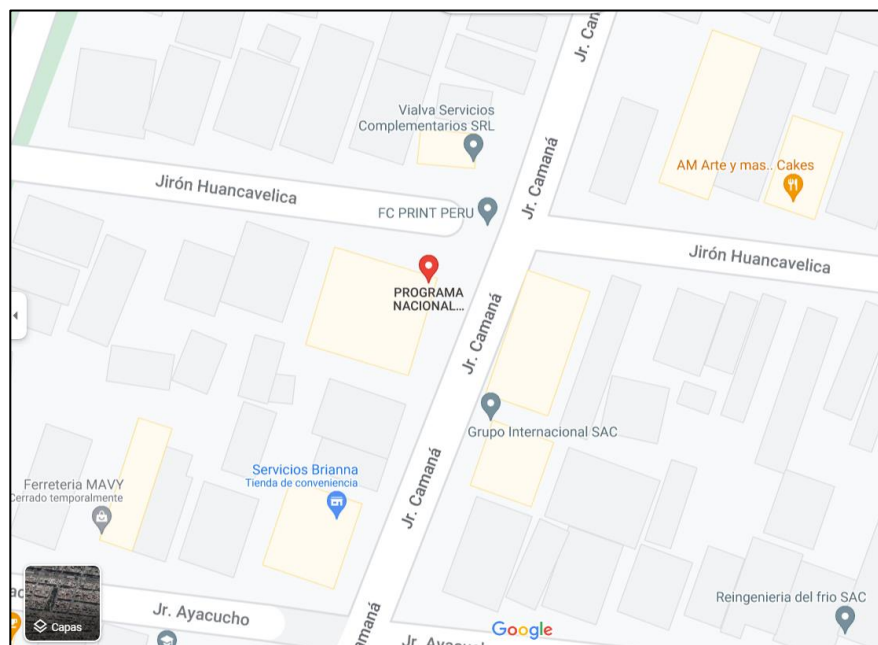 Jr. Camaná
Vialva Servicios
Complementarios SRL
AM Arte y mas.. Cakes
Jirón Huancavelica
Jr. Camaná
FC PRINT PERU
Jirón Huancavelica
PROGRAMA
NACIONAL...
Jr. Camaná
Grupo Internacional SAC
Servicios Brianna
Tienda de conveniencia
Ferreteria MAVY
Cerrado temporalmente
Jr. Camaná
Reingenieria del frio SAC
Jr. Ayacucho
Capas
Google